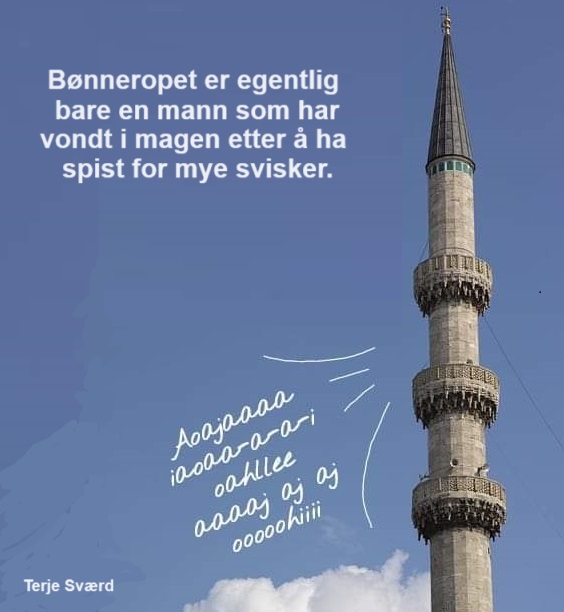 Bønneropet er egentlig
bare en mann som har
vondt i magen etter å ha
spist for mye svisker.
Aoajaaaa
iaoaa-a-a-a-i
oahllee
aaaaj aj aj
ooooohiiii
Terje Sværd